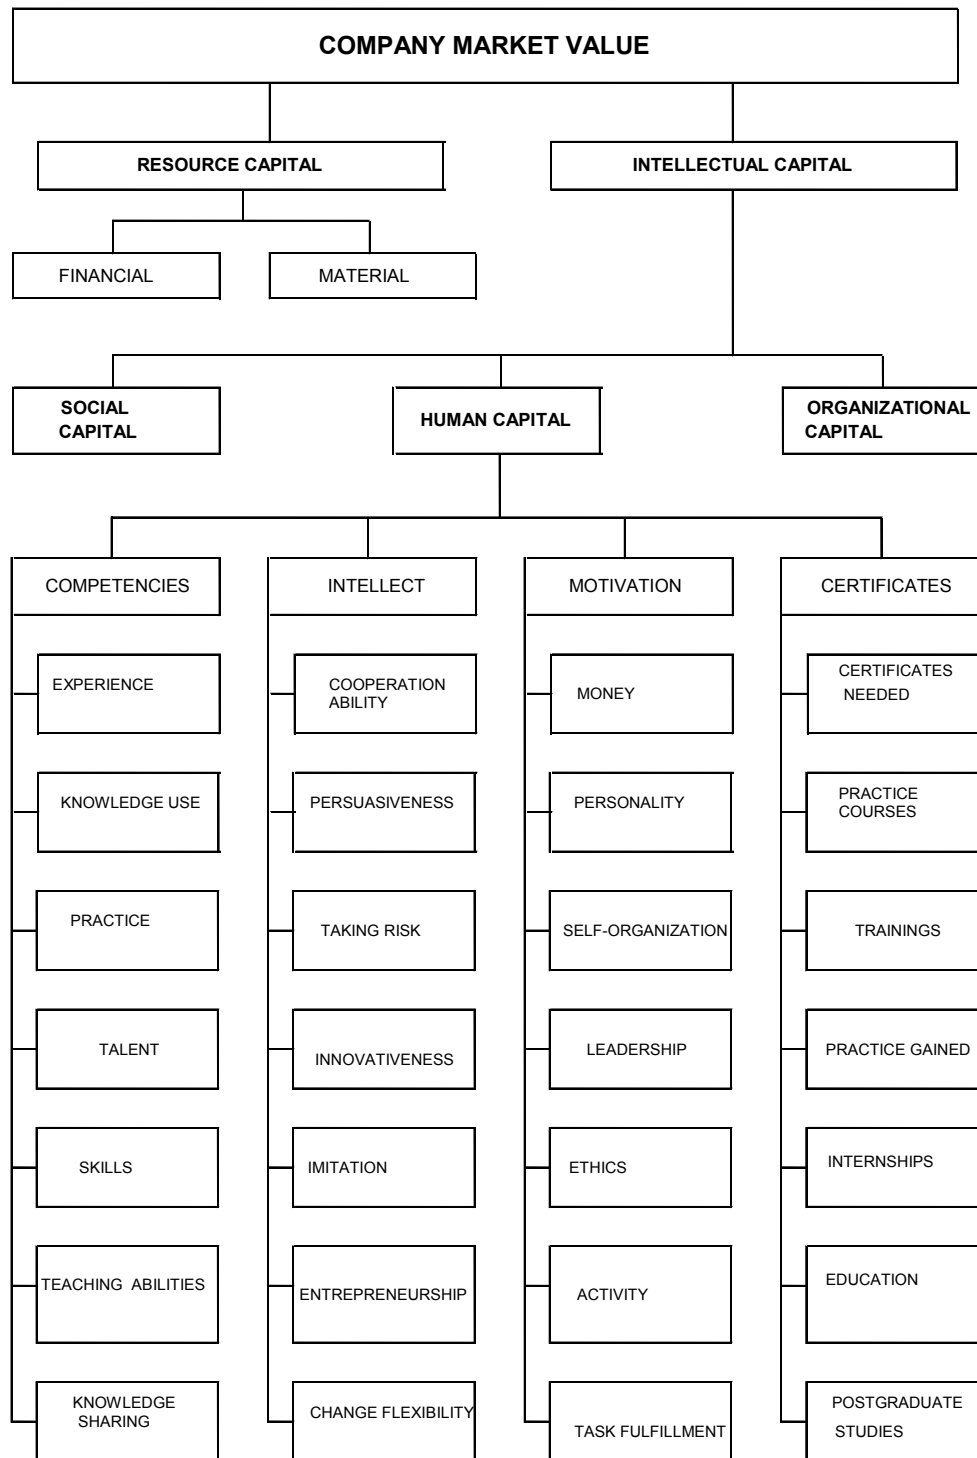 COMPANY MARKET VALUE
RESOURCE CAPITAL
INTELLECTUAL CAPITAL
FINANCIAL
MATERIAL
SOCIAL
CAPITAL
HUMAN CAPITAL
ORGANIZATIONAL
CAPITAL
COMPETENCIES
INTELLECT
MOTIVATION
CERTIFICATES
EXPERIENCE
COOPERATION
ABILITY
MONEY
CERTIFICATES
NEEDED
KNOWLEDGE USE
PERSUASIVENESS
PERSONALITY
PRACTICE
COURSES
PRACTICE
TAKING RISK
SELF-ORGANIZATION
TRAININGS
TALENT
INNOVATIVENESS
LEADERSHIP
PRACTICE GAINED
SKILLS
IMITATION
ETHICS
INTERNSHIPS
TEACHING ABILITIES
ENTREPRENEURSHIP
ACTIVITY
EDUCATION
KNOWLEDGE
SHARING
CHANGE FLEXIBILITY
TASK FULFILLMENT
POSTGRADUATE
STUDIES